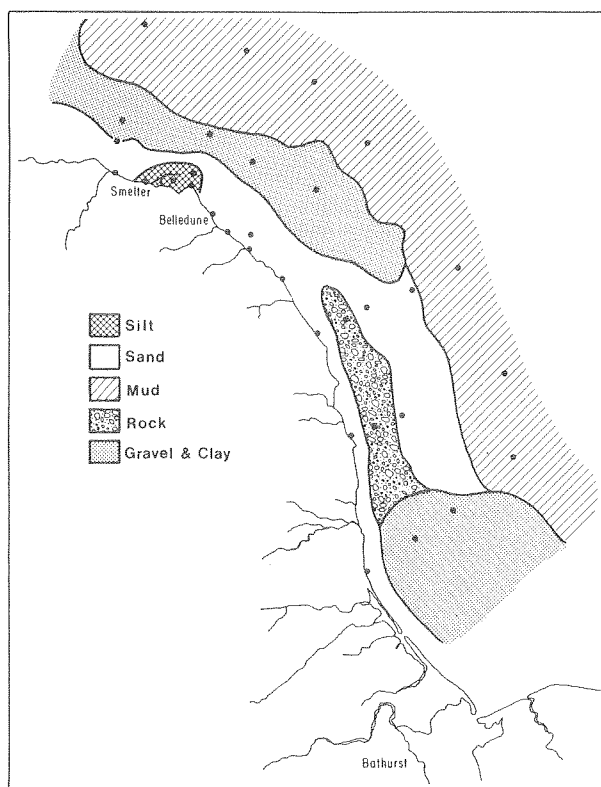 Smelter
Belledune
Silt
Sand
Mud
Rock
Gravel & Clay
Bathurst